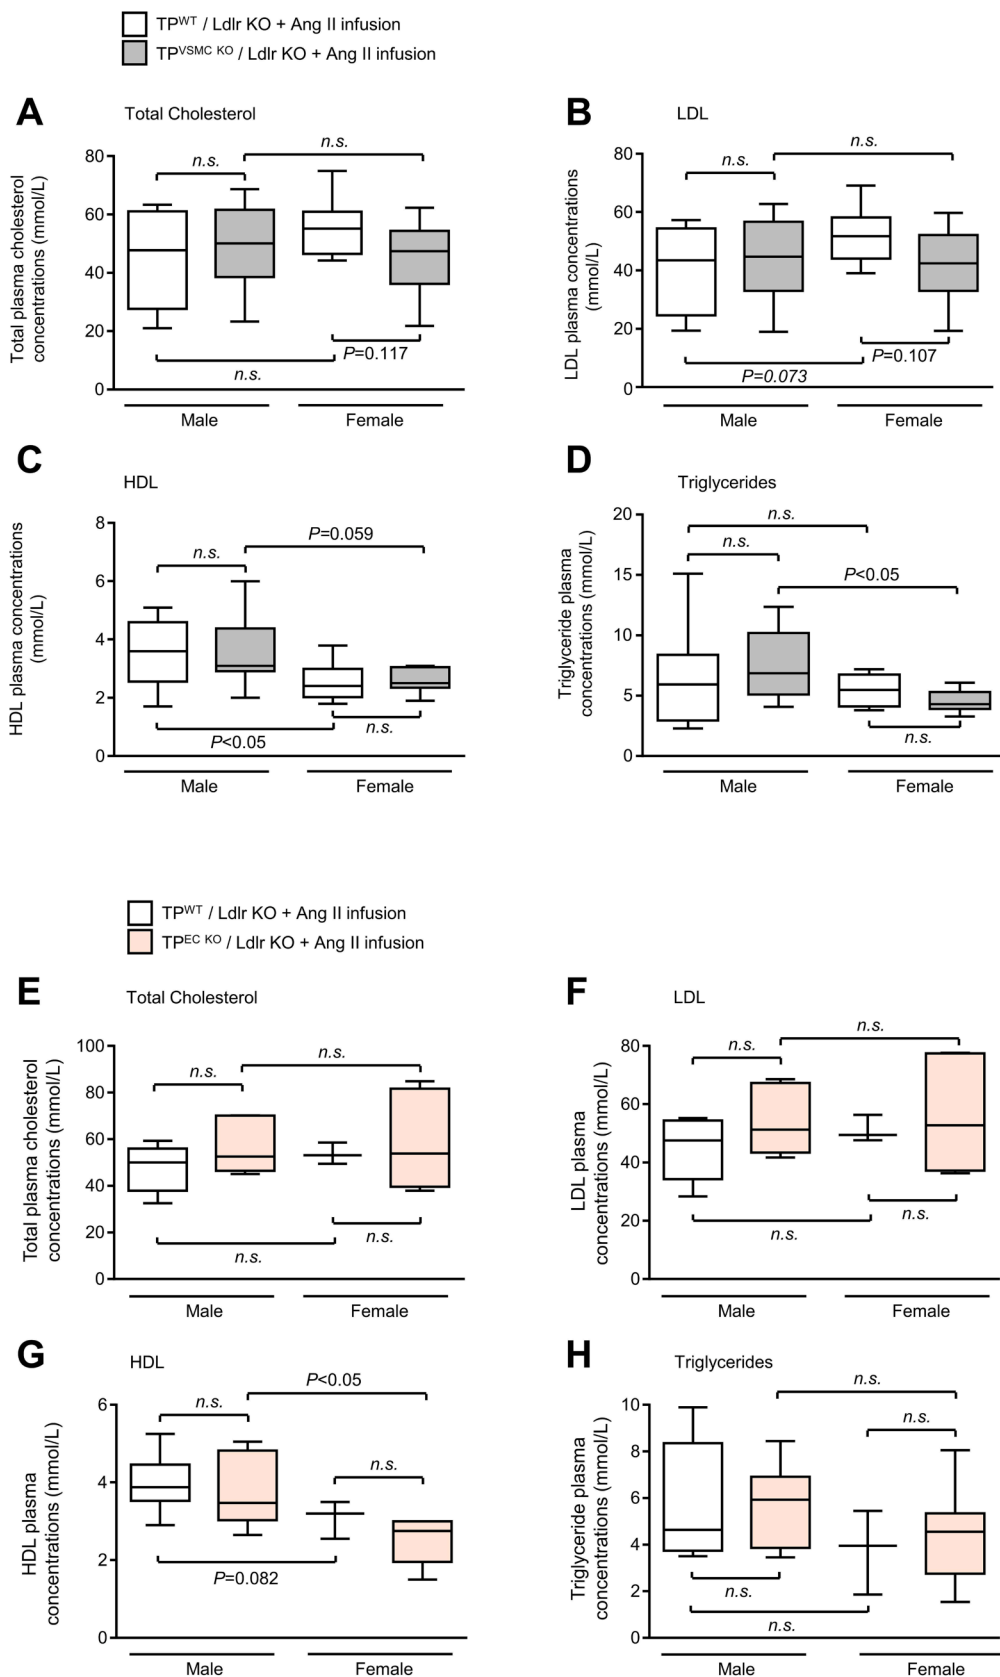 TPWT / Ldlr KO + Ang II infusion
TPVSMC KO / Ldlr KO + Ang II infusion
A
Total Cholesterol
Total plasma cholesterol
concentrations (mmol/L)
80
60
40
20
0
n.s.
n.s.
P=0.117
n.s.
Male
Female
B
LDL
LDL plasma concentrations
(mmol/L)
80
60
40
20
0
n.s.
n.s.
P=0.107
P=0.073
Male
Female
C
HDL
HDL plasma concentrations
(mmol/L)
8
6
4
2
0
P=0.059
n.s.
n.s.
P<0.05
Male
Female
D
Triglycerides
Triglyceride plasma
concentrations (mmol/L)
20
15
10
5
0
n.s.
n.s.
P<0.05
n.s.
Male
Female
TPWT / Ldlr KO + Ang II infusion
TPEC KO / Ldlr KO + Ang II infusion
E
Total Cholesterol
Total plasma cholesterol
concentrations (mmol/L)
100
80
60
40
20
0
n.s.
n.s.
n.s.
n.s.
Male
Female
F
LDL
LDL plasma
concentrations (mmol/L)
80
60
40
20
0
n.s.
n.s.
n.s.
n.s.
Male
Female
G
HDL
HDL plasma
concentrations (mmol/L)
6
4
2
0
P<0.05
n.s.
n.s.
P=0.082
Male
Female
H
Triglycerides
Triglyceride plasma
concentrations (mmol/L)
10
8
6
4
2
0
n.s.
n.s.
n.s.
n.s.
Male
Female